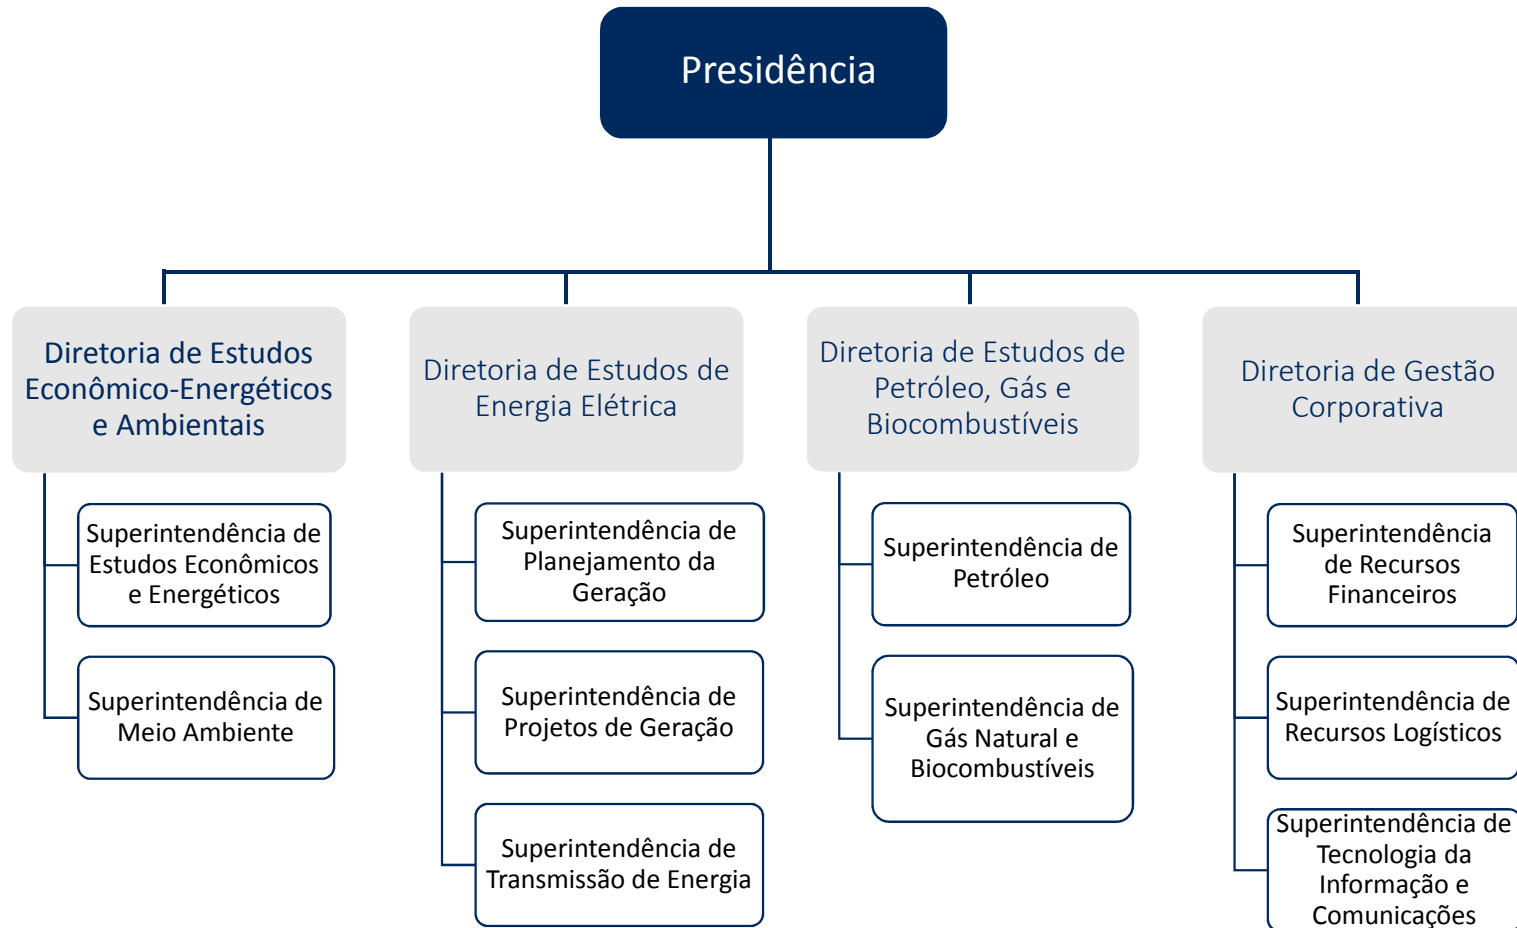 Presidência
Diretoria de Estudos
Econômico-Energéticos
e Ambientais
Superintendência de
Estudos Econômicos
e Energéticos
Superintendência de
Meio Ambiente
Diretoria de Estudos de
Energia Elétrica
Superintendência de
Planejamento da
Geração
Superintendência de
Projetos de Geração
Superintendência de
Transmissão de Energia
Diretoria de Estudos de
Petróleo, Gás e
Biocombustíveis
Superintendência de
Petróleo
Superintendência de
Gás Natural e
Biocombustíveis
Diretoria de Gestão
Corporativa
Superintendência
de Recursos
Financeiros
Superintendência de
Recursos Logísticos
Superintendência de
Tecnologia da
Informação e
Comunicações